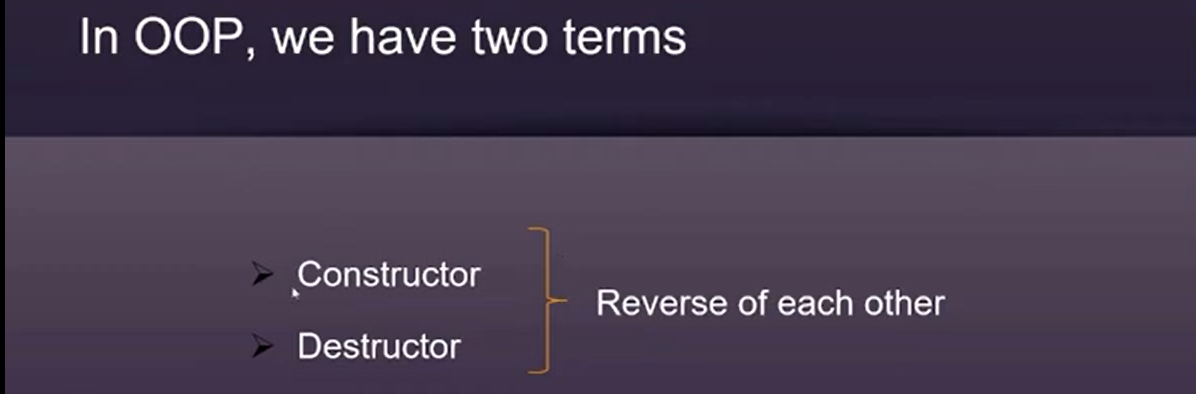 In OOP, we have two terms
Constructor
Reverse of each other
Destructor